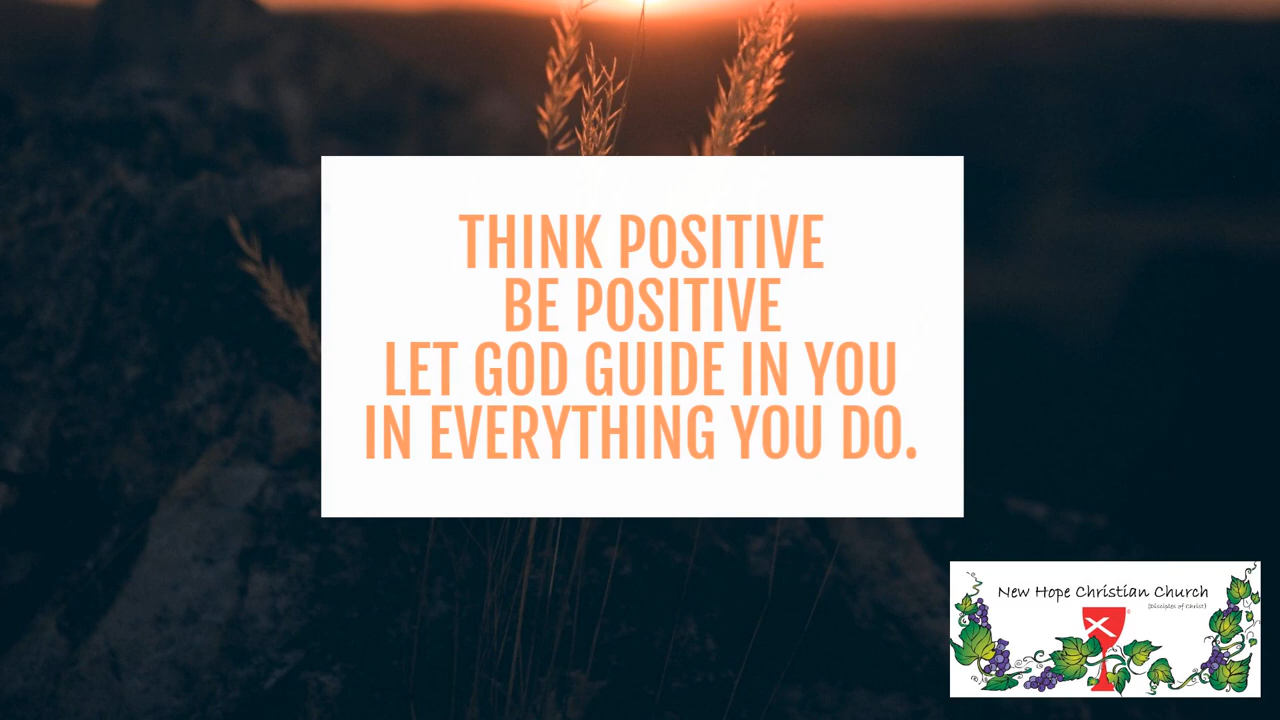 THINK POSITIVE
BE POSITIVE
LET GOD GUIDE IN YOU
IN EVERYTHING YOU DO.
New Hope Christian Church
(Disciples of Christ)